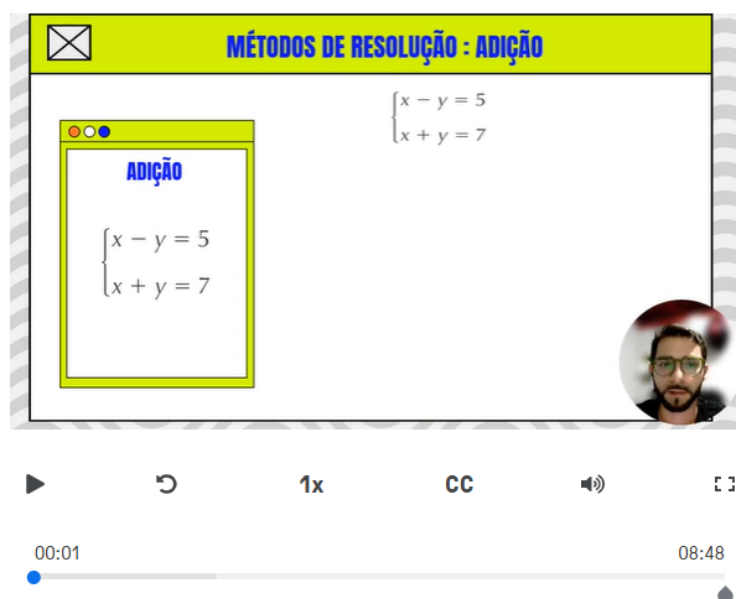 MÉTODOS DE RESOLUÇÃO : ADIÇÃO
x − y = 5
x + y = 7
ADIÇÃO
x − y = 5
x + y = 7
1x
CC
00:01
08:48